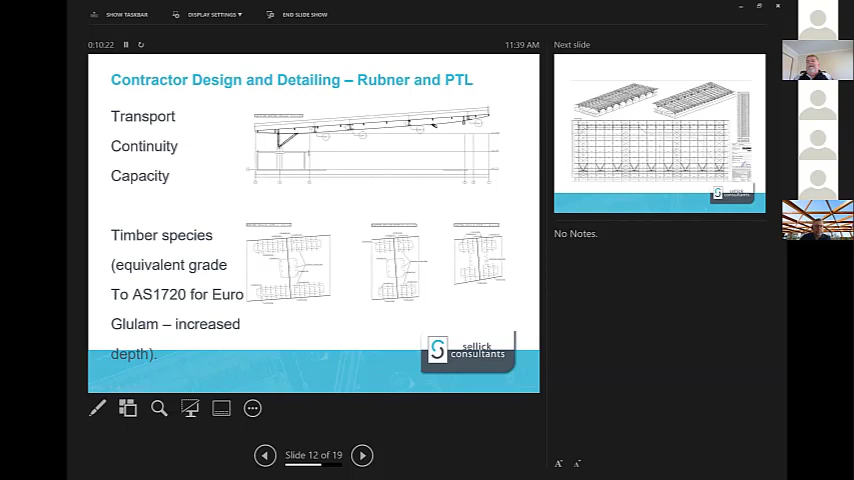 SHOW TASKBAR
DISPLAY SETTINGS ▾
END SLIDE SHOW
0:10:22
11:39 AM
Next slide
Contractor Design and Detailing – Rubner and PTL
Transport
Continuity
Capacity
Timber species
(equivalent grade
To AS1720 for Euro
Glulam – increased
depth).
sellick
consultants
sellick
consultants
No Notes.
Slide 12 of 19
A
A